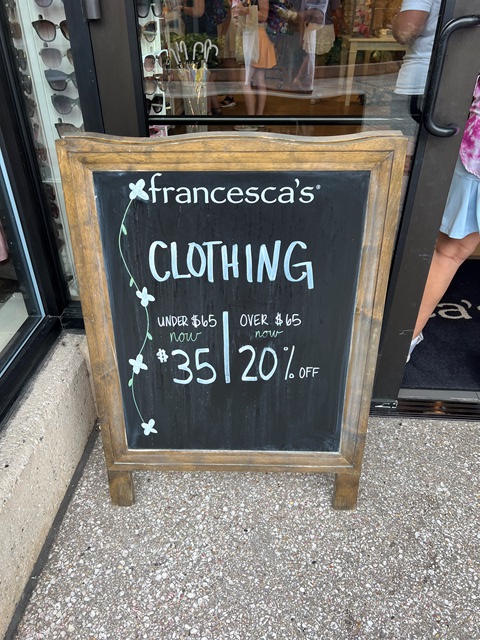 francesca's®
CLOTHING
UNDER $65 OVER $65
now now
$35 20% OFF
a's